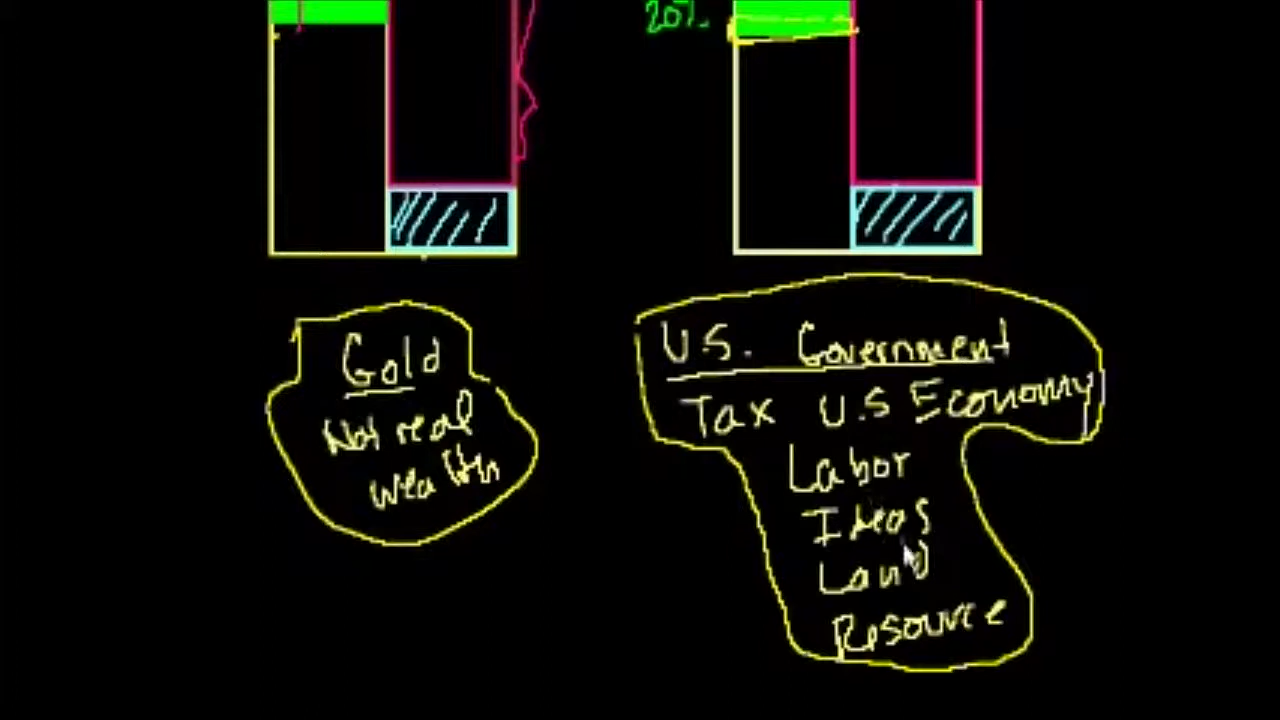 20%
Gold
Not real
wealth
U.S. Government
Tax U.S Economy
Labor
Ideas
Land
Resource